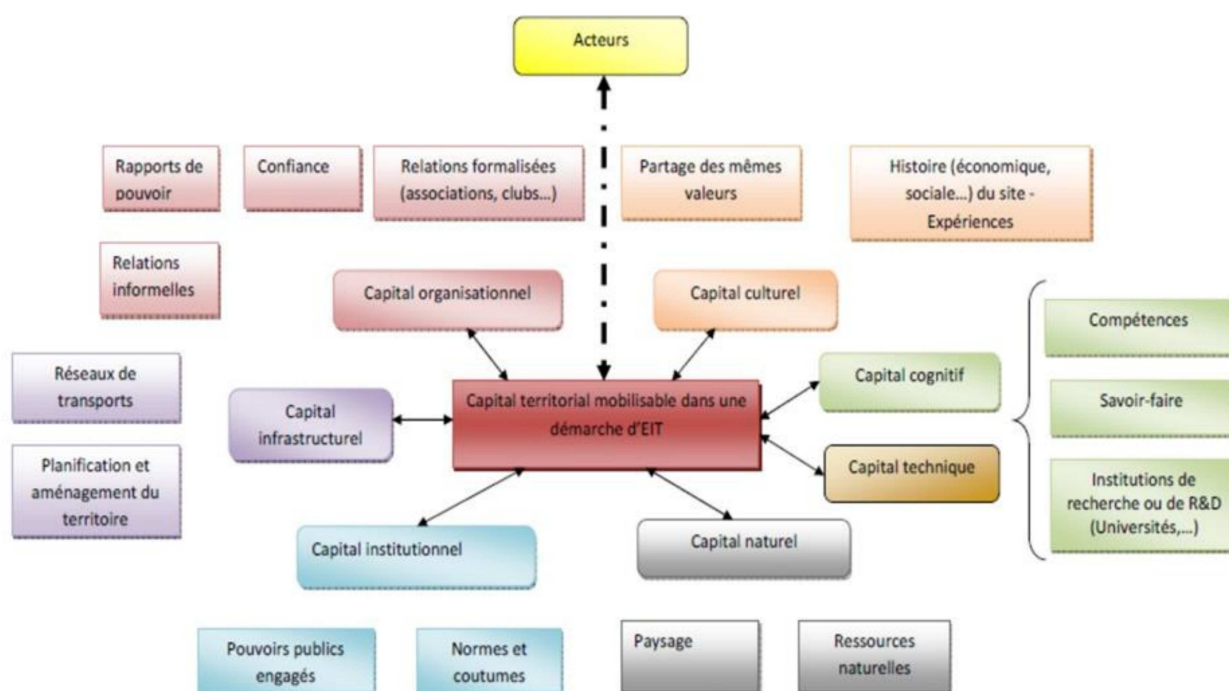 Acteurs
Rapports de
pouvoir
Confiance
Relations formalisées
(associations, clubs...)
Partage des mêmes
valeurs
Histoire (économique,
sociale...) du site -
Expériences
Relations
informelles
Capital organisationnel
Capital culturel
Compétences
Réseaux de
transports
Capital
infrastructurel
Capital territorial mobilisable dans une
démarche d'EIT
Capital cognitif
Savoir-faire
Planification et
aménagement du
territoire
Capital technique
Institutions de
recherche ou de R&D
(Universités,...)
Capital institutionnel
Capital naturel
Pouvoirs publics
engagés
Normes et
coutumes
Paysage
Ressources
naturelles